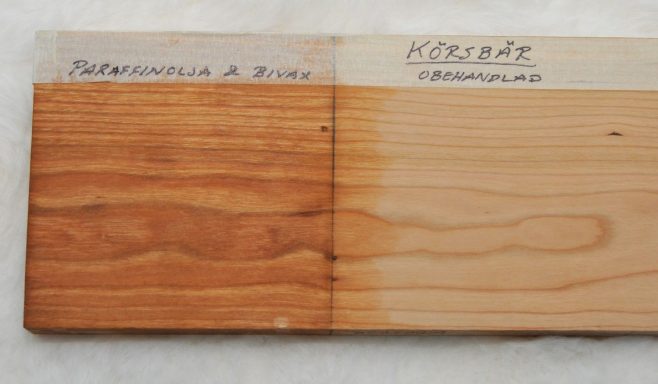 PARAFFINOLJA & BIVAX
KÖRSBÄR
OBEHANDLAD